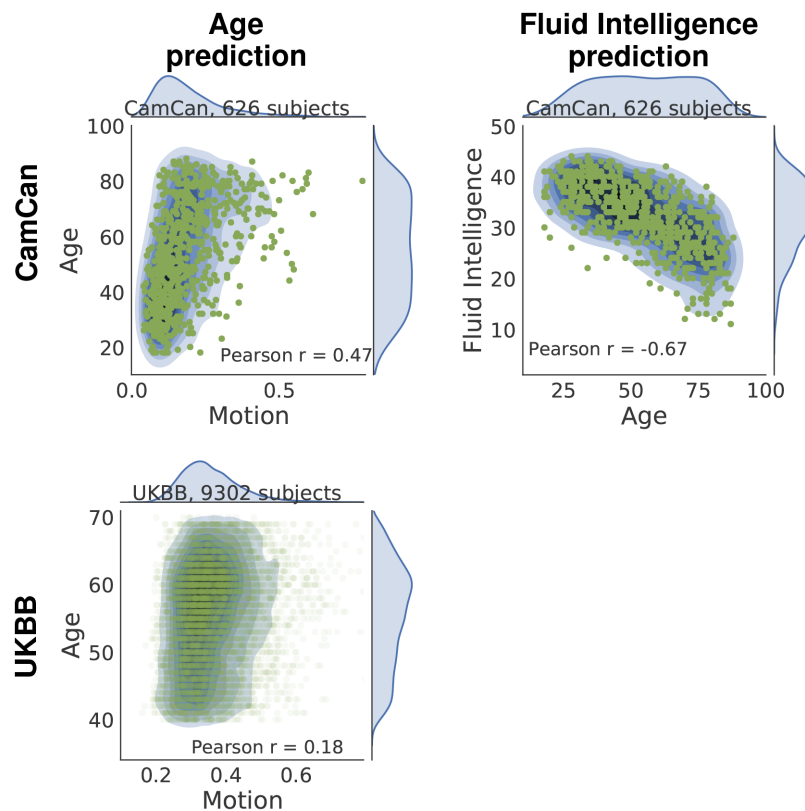 Age
prediction
Fluid Intelligence
prediction
CamCan
CamCan, 626 subjects
100
80
60
40
20
Age
Pearson r = 0.47
0.0
0.5
Motion
CamCan, 626 subjects
50
40
30
20
10
Fluid Intelligence
Pearson r = -0.67
25
50
75
100
Age
UKBB
UKBB, 9302 subjects
70
60
50
40
Age
Pearson r = 0.18
0.2
0.4
0.6
Motion